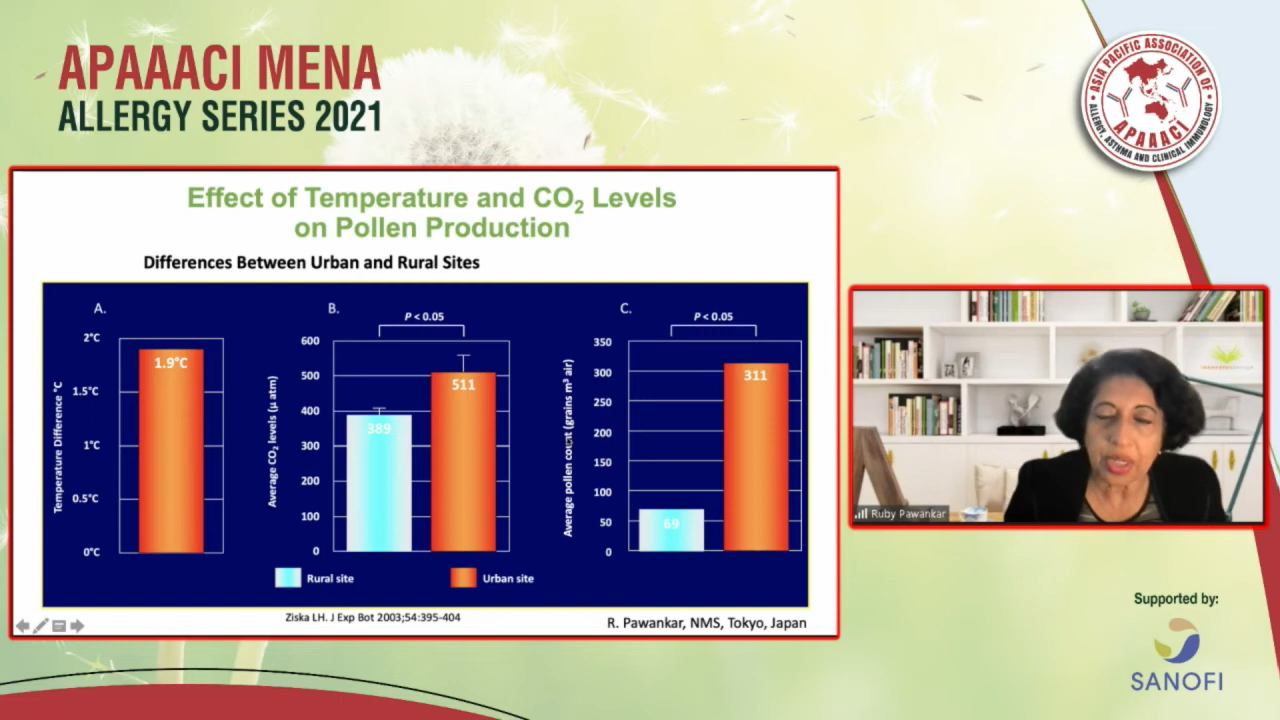 APAAACI MENA
ALLERGY SERIES 2021
ASIA PACIFIC ASSOCIATION OF
ALLERGY, ASTHMA AND CLINICAL IMMUNOLOGY
APAAACI
Effect of Temperature and CO₂ Levels
on Pollen Production
Differences Between Urban and Rural Sites
A.
Temperature Difference °C
2°C
1.5°C
1°C
0.5°C
0°C
1.9°C
B.
P < 0.05
Average CO₂ levels (µ atm)
600
500
400
300
200
100
0
389
511
C.
P < 0.05
Average pollen count (grains m³ air)
350
300
250
200
150
100
50
0
69
311
Rural site
Urban site
Ziska LH. J Exp Bot 2003;54:395-404
R. Pawankar, NMS, Tokyo, Japan
Ruby Pawankar
Supported by:
SANOFI